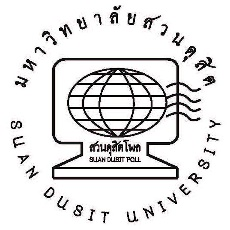 มหาวิทยาลัยสวนดุสิต
สวนดุสิตโพล
SUAN DUSIT POLL
SUAN DUSIT UNIVERSITY